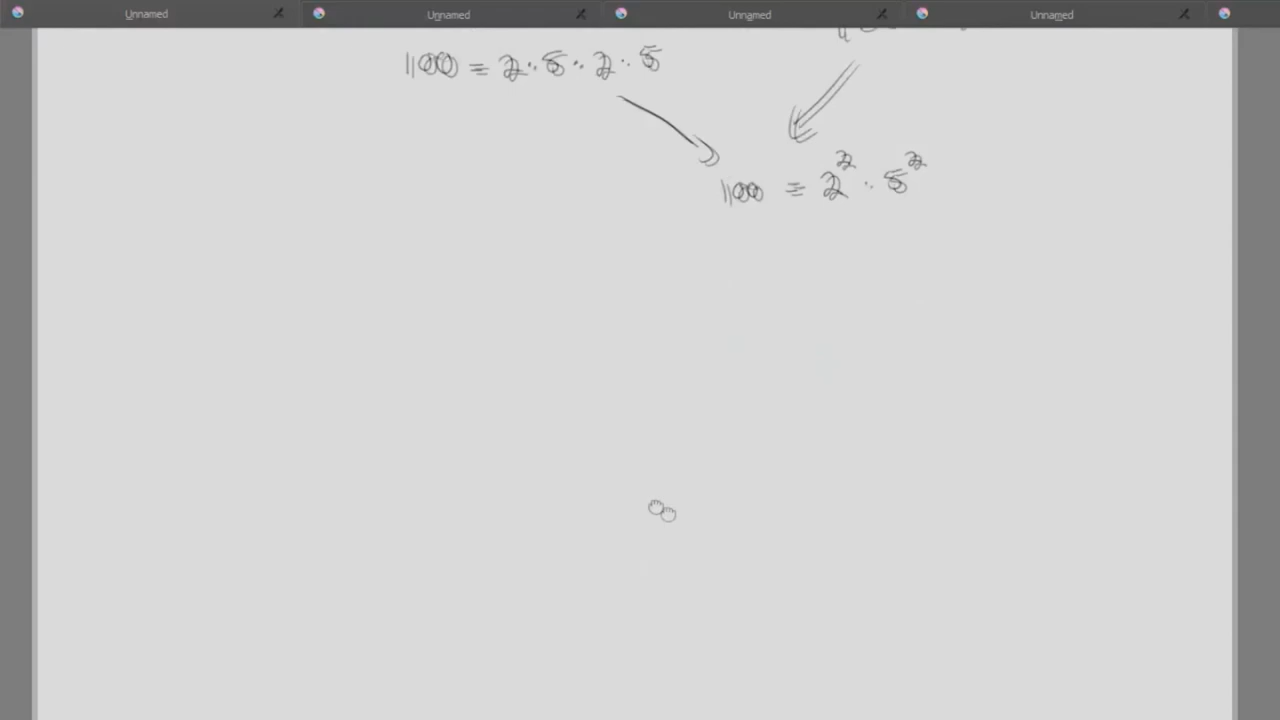 Unnamed Unnamed Unnamed Unnamed
100 = 2 · 5 · 2 · 5
100 = 2² · 5²